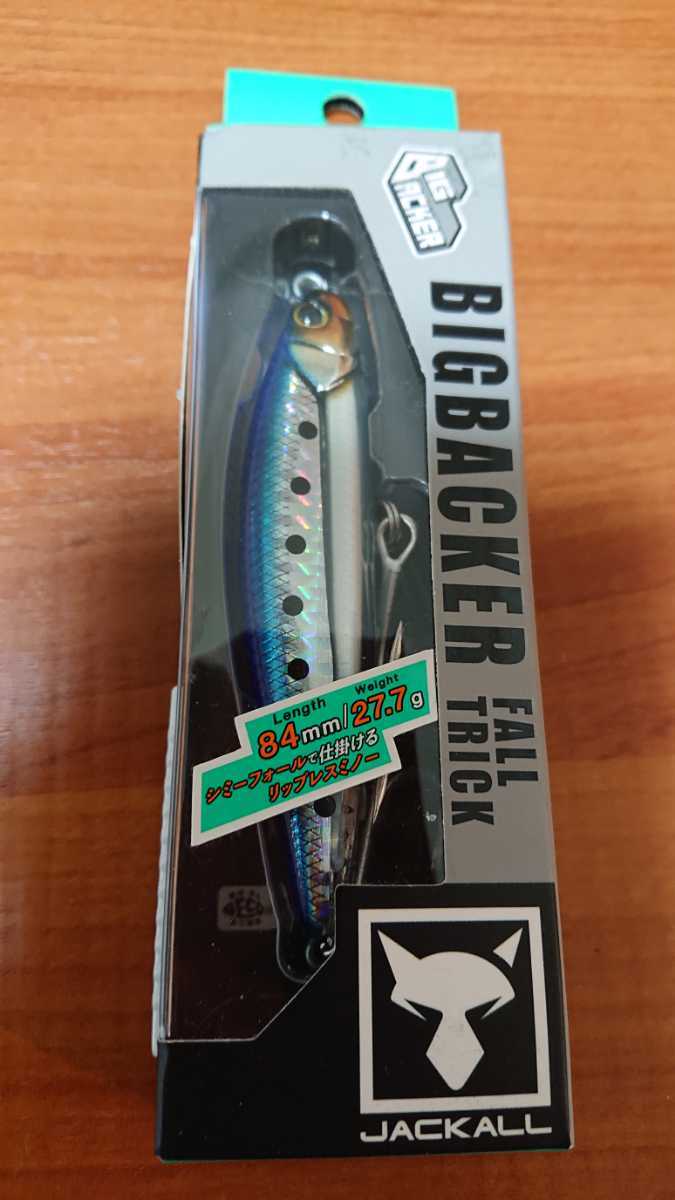 BIG
BACKER
BIGBACKER
FALL
TRICK
Length Weight
84mm/27.7g
シミーフォールで仕掛ける
リップレスミノー
JACKALL